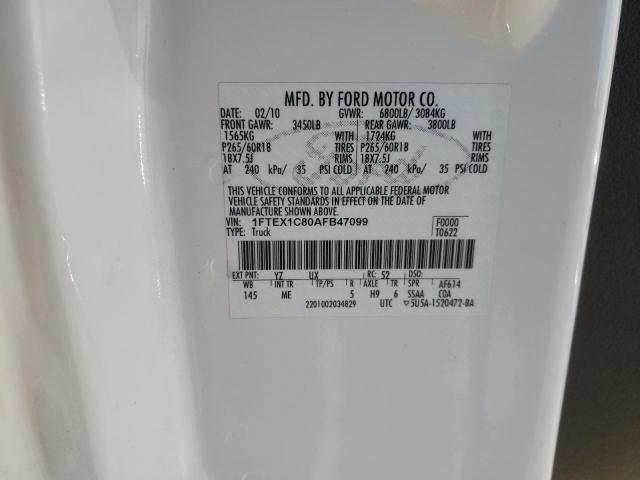 MFD. BY FORD MOTOR CO.
DATE: 02/10 GVWR: 6800LB/ 3084KG
FRONT GAWR: 3450LB REAR GAWR: 3800LB
1565KG WITH 1724KG WITH
P265/60R18 TIRES P265/60R18 TIRES
18X7.5J RIMS 18X7.5J RIMS
AT 240 kPa/ 35 PSI COLD AT 240 kPa/ 35 PSI COLD
THIS VEHICLE CONFORMS TO ALL APPLICABLE FEDERAL MOTOR
VEHICLE SAFETY STANDARDS IN EFFECT ON THE DATE OF
MANUFACTURE SHOWN ABOVE.
VIN: 1FTEX1C80AFB47099 F0000
TYPE: Truck T0622
EXT PNT: YZ UX RC: 52 DSO:
WB INT TR TP/PS R AXLE TR SPR AF614
145 ME 5 H9 6 SSAA CDA
2201002034829 UTC ▽5U5A-1520472-BA